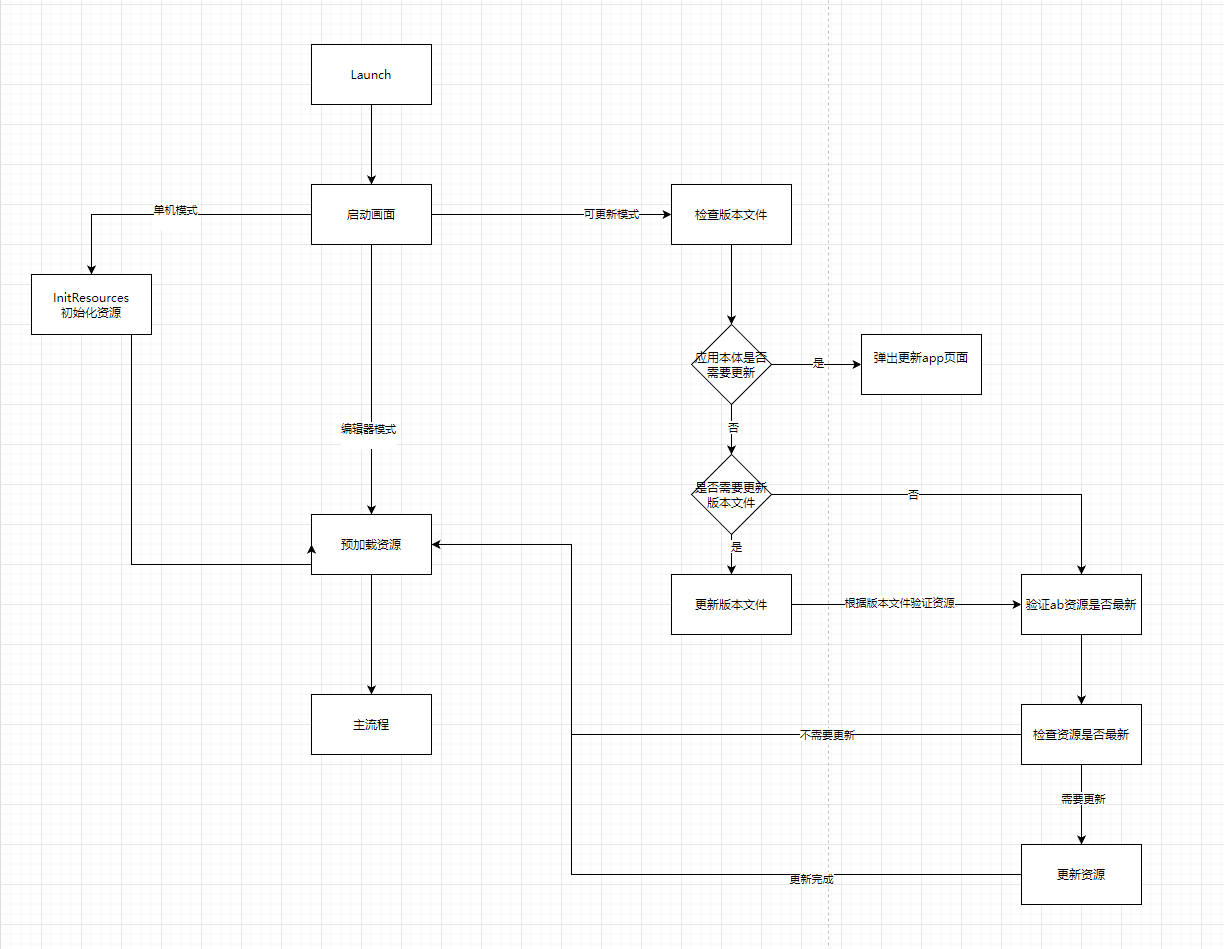 Launch
单机模式
启动画面
可更新模式
检查版本文件
InitResources
初始化资源
应用本体是否
需要更新
是
弹出更新app页面
编辑器模式
否
是否需要更新
版本文件
否
预加载资源
是
更新版本文件
根据版本文件验证资源
验证ab资源是否最新
主流程
不需要更新
检查资源是否最新
需要更新
更新完成
更新资源